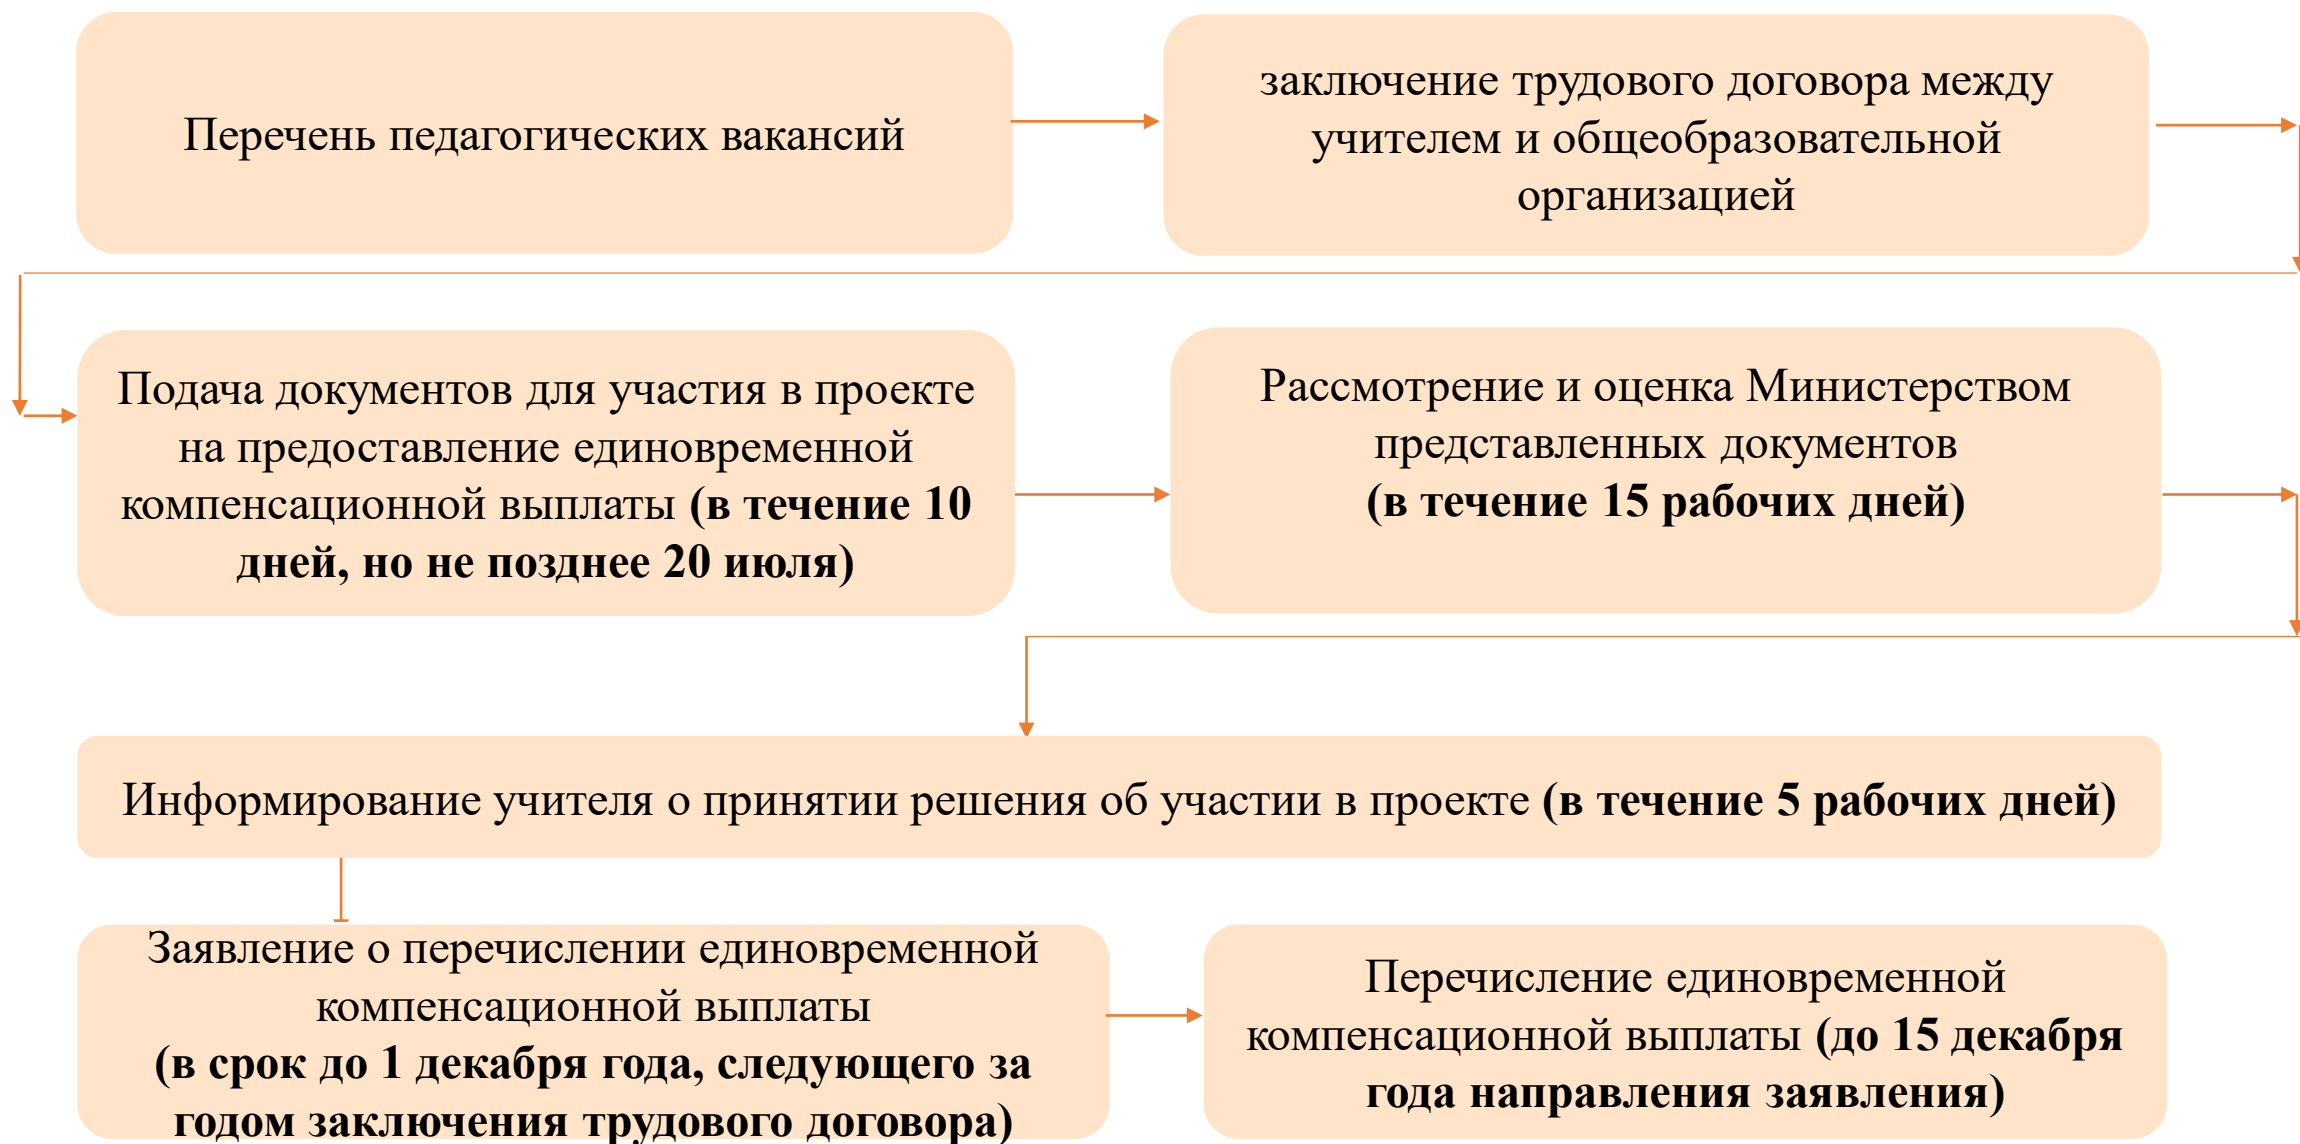 Перечень педагогических вакансий
заключение трудового договора между
учителем и общеобразовательной
организацией
Подача документов для участия в проекте
на предоставление единовременной
компенсационной выплаты (в течение 10
дней, но не позднее 20 июля)
Рассмотрение и оценка Министерством
представленных документов
(в течение 15 рабочих дней)
Информирование учителя о принятии решения об участии в проекте (в течение 5 рабочих дней)
Заявление о перечислении единовременной
компенсационной выплаты
(в срок до 1 декабря года, следующего за
годом заключения трудового договора)
Перечисление единовременной
компенсационной выплаты (до 15 декабря
года направления заявления)